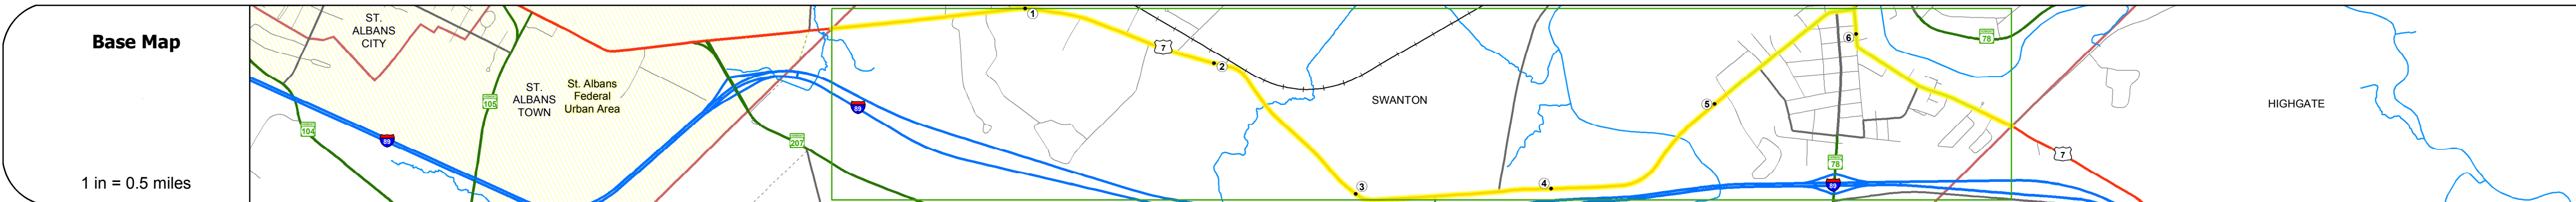 Base Map
1 in = 0.5 miles
ST.
ALBANS
CITY
ST.
ALBANS
TOWN
St. Albans
Federal
Urban Area
104
89
105
207
89
1
7
2
SWANTON
3
4
5
6
78
78
89
7
HIGHGATE